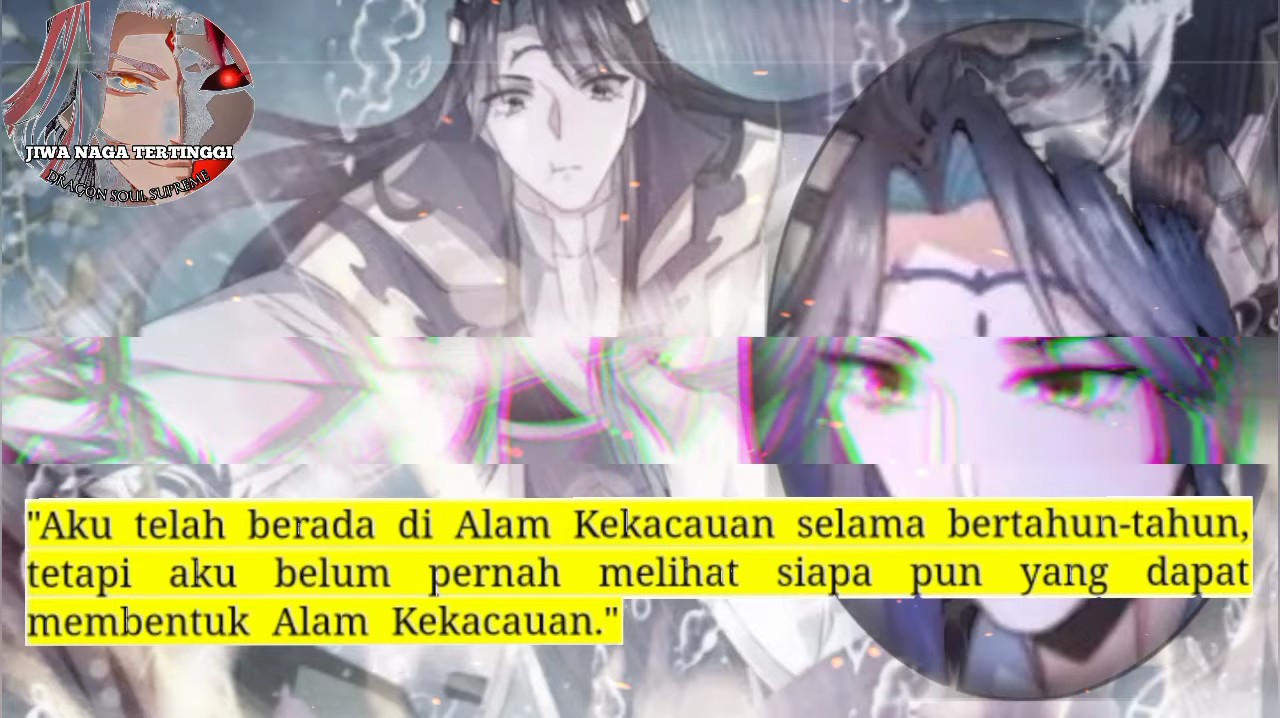 JIWA NAGA TERTINGGI
DRAGON SOUL SUPREME
"Aku telah berada di Alam Kekacauan selama bertahun-tahun,
tetapi aku belum pernah melihat siapa pun yang dapat
membentuk Alam Kekacauan."